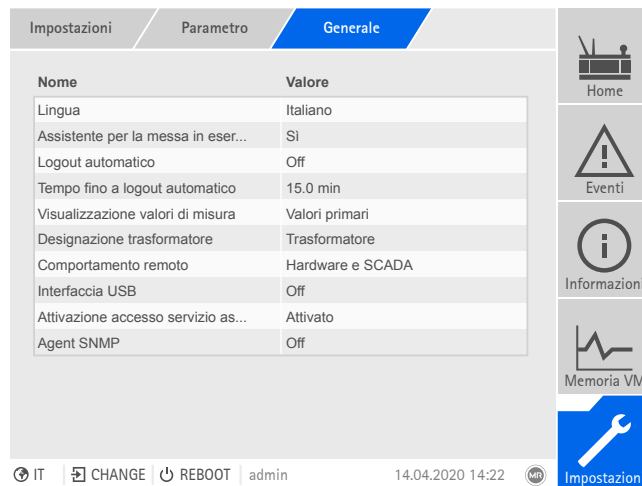 Impostazioni Parametro Generale
Nome Valore
Lingua Italiano
Assistente per la messa in eser... Sì
Logout automatico Off
Tempo fino a logout automatico 15.0 min
Visualizzazione valori di misura Valori primari
Designazione trasformatore Trasformatore
Comportamento remoto Hardware e SCADA
Interfaccia USB Off
Attivazione accesso servizio as... Attivato
Agent SNMP Off
Home
Eventi
Informazioni
Memoria VM
Impostazion
IT CHANGE REBOOT admin 14.04.2020 14:22 MR